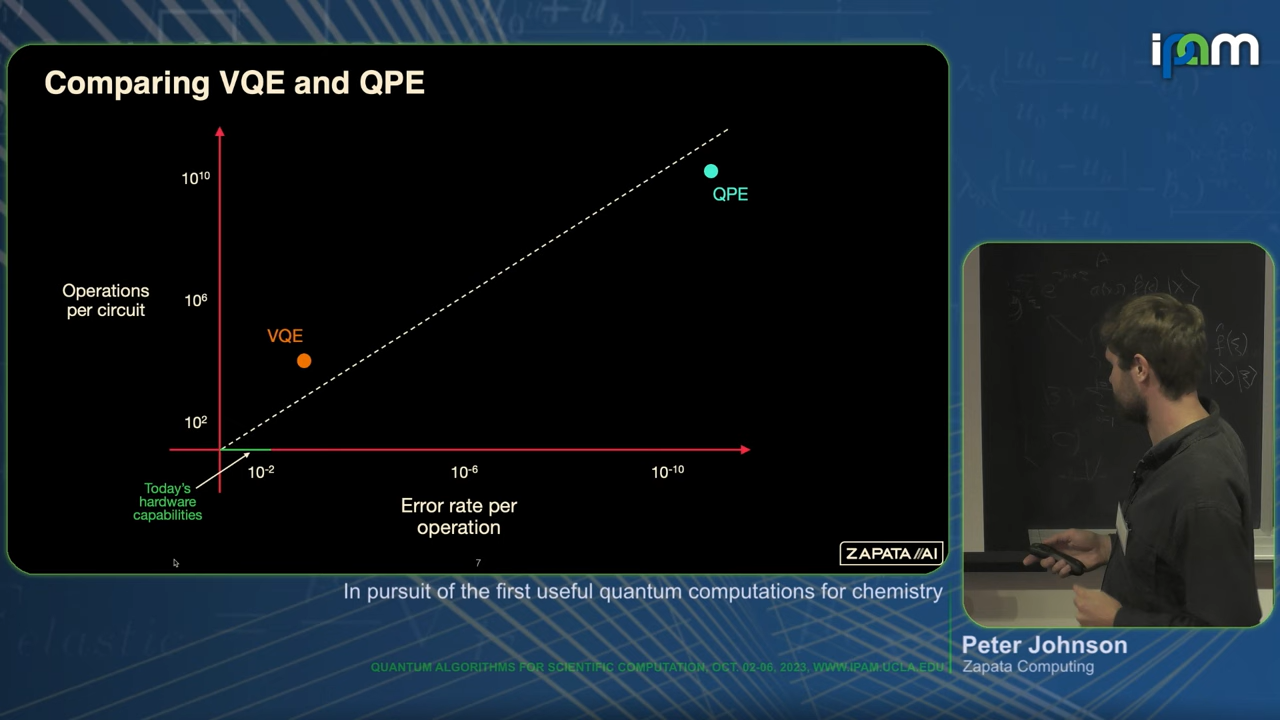 ipam
Comparing VQE and QPE
10¹⁰
QPE
Operations
per circuit
10⁶
VQE
10²
10⁻²
10⁻⁶
10⁻¹⁰
Today's
hardware
capabilities
Error rate per
operation
ZAPATA//AI
7
In pursuit of the first useful quantum computations for chemistry
Peter Johnson
Zapata Computing
QUANTUM ALGORITHMS FOR SCIENTIFIC COMPUTATION, OCT. 02-06, 2023, WWW.IPAM.UCLA.EDU
elastic